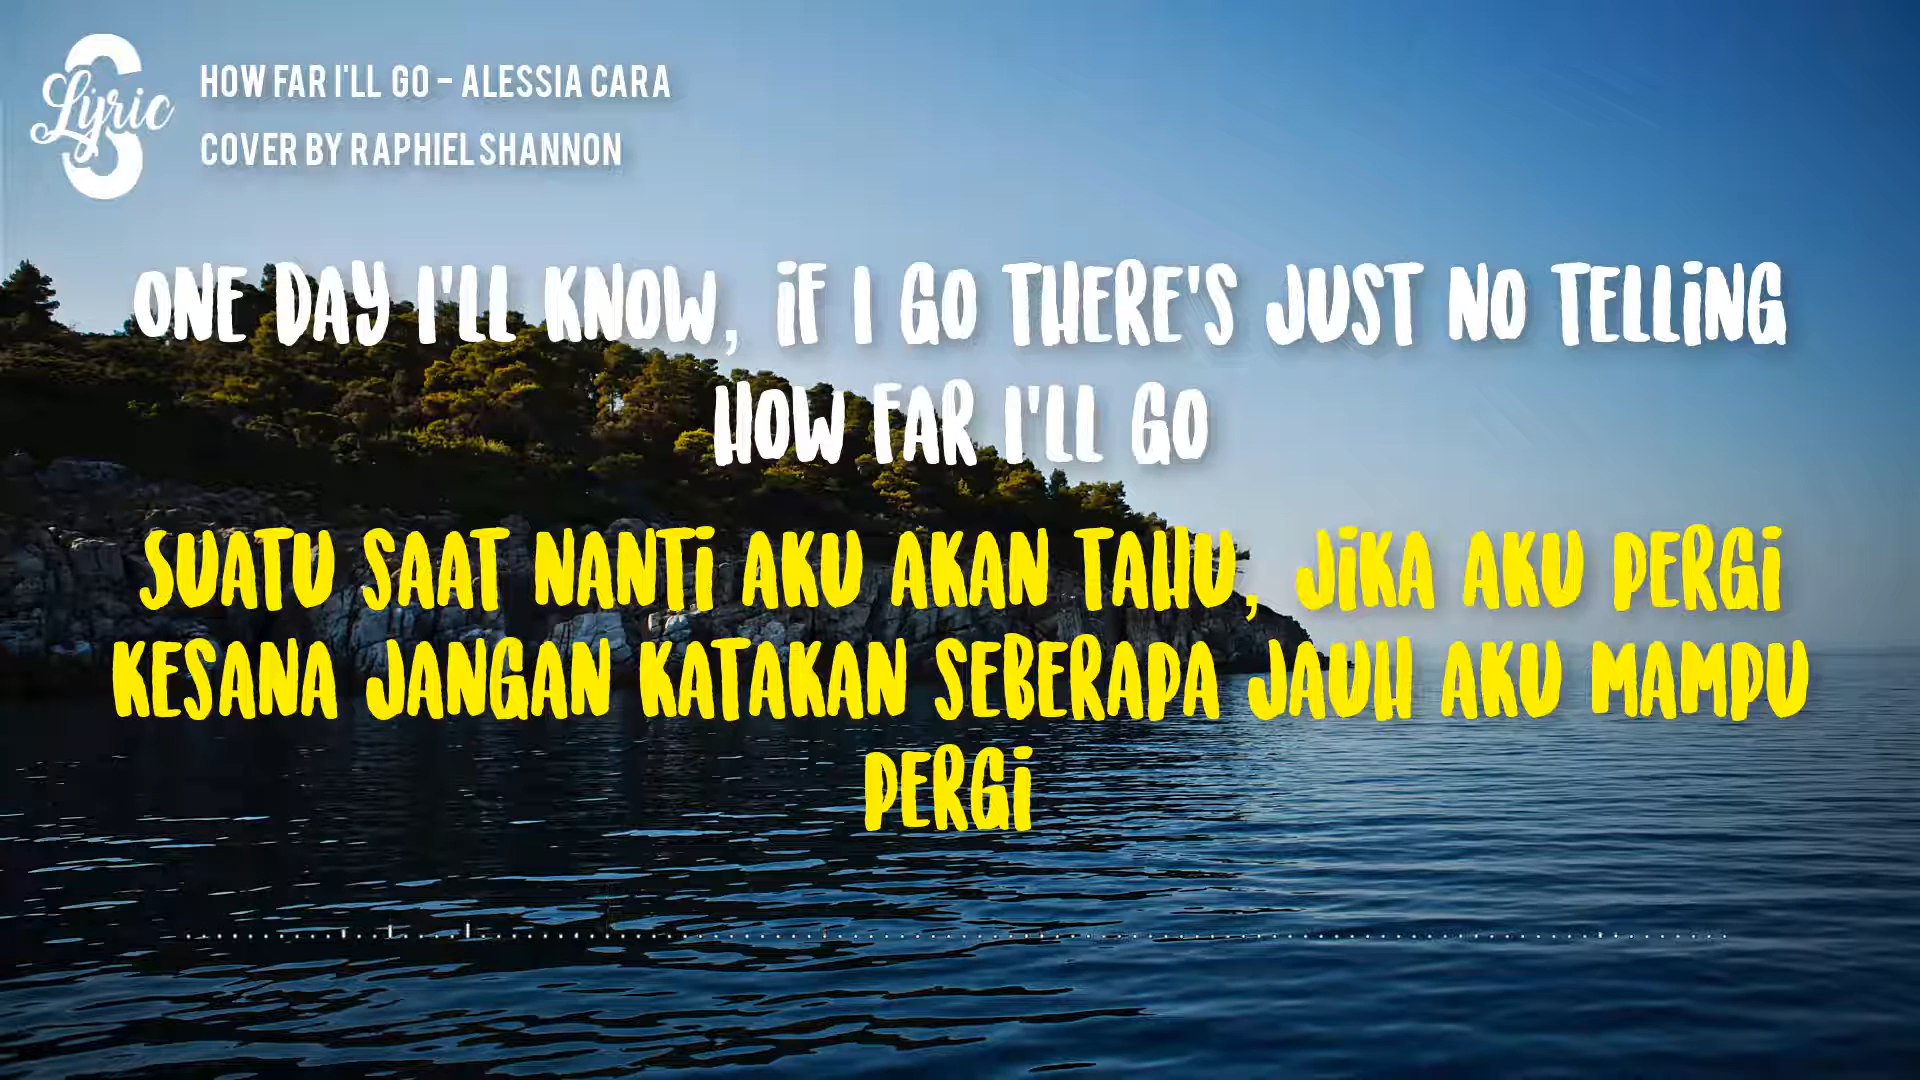 S
Lyric
HOW FAR I'LL GO - ALESSIA CARA
COVER BY RAPHIEL SHANNON
ONE DAY I'LL KNOW, IF I GO THERE'S JUST NO TELLING
HOW FAR I'LL GO
SUATU SAAT NANTI AKU AKAN TAHU, JIKA AKU PERGI
KESANA JANGAN KATAKAN SEBERAPA JAUH AKU MAMPU
PERGI